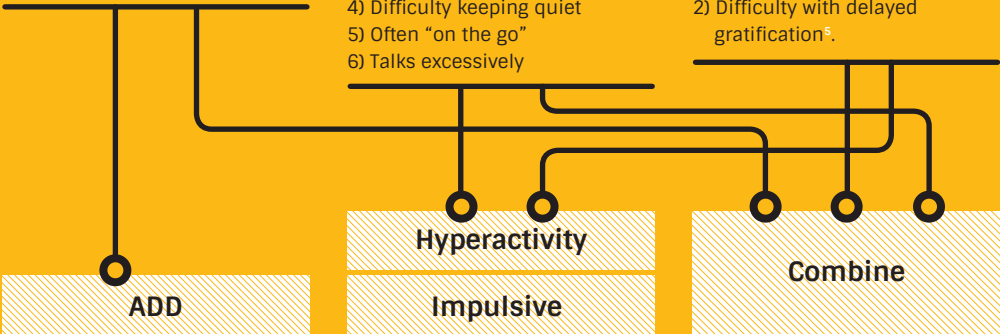 4) Difficulty keeping quiet
5) Often “on the go”
6) Talks excessively
2) Difficulty with delayed
gratification⁵.
Hyperactivity
Impulsive
ADD
Combine